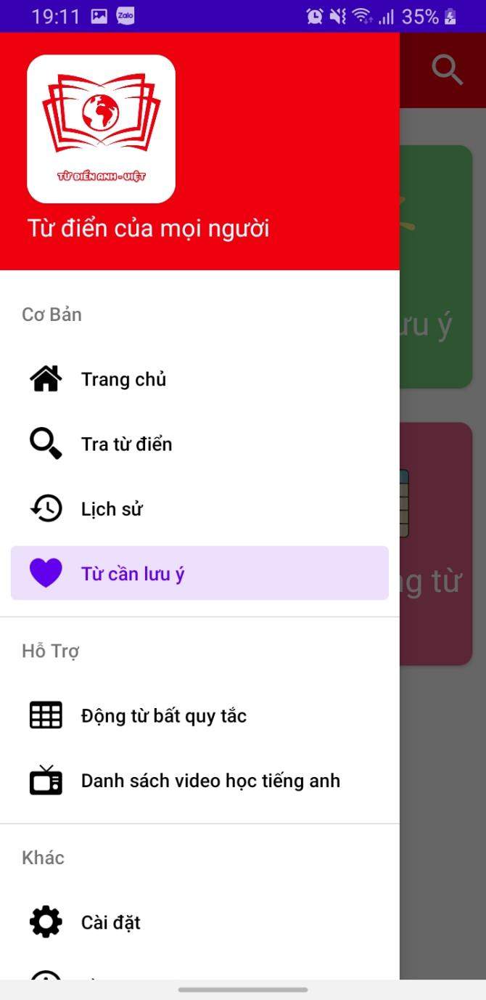 19:11 Zalo 35%
TỪ ĐIỂN ANH - VIỆT
Từ điển của mọi người
Cơ Bản
Trang chủ
Tra từ điển
Lịch sử
Từ cần lưu ý
ưu ý
từ
Hỗ Trợ
Động từ bất quy tắc
Danh sách video học tiếng anh
Khác
Cài đặt